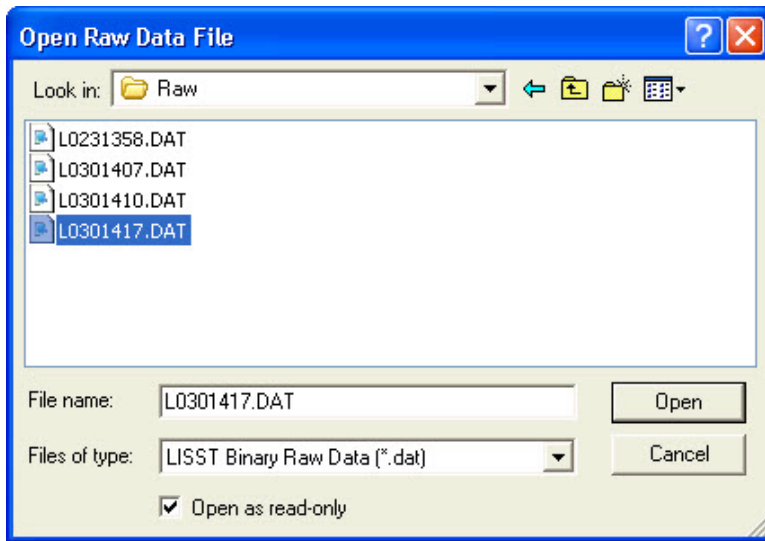 Open Raw Data File
Look in: Raw
L0231358.DAT
L0301407.DAT
L0301410.DAT
L0301417.DAT
File name: L0301417.DAT Open
Files of type: LISST Binary Raw Data (*.dat) Cancel
Open as read-only